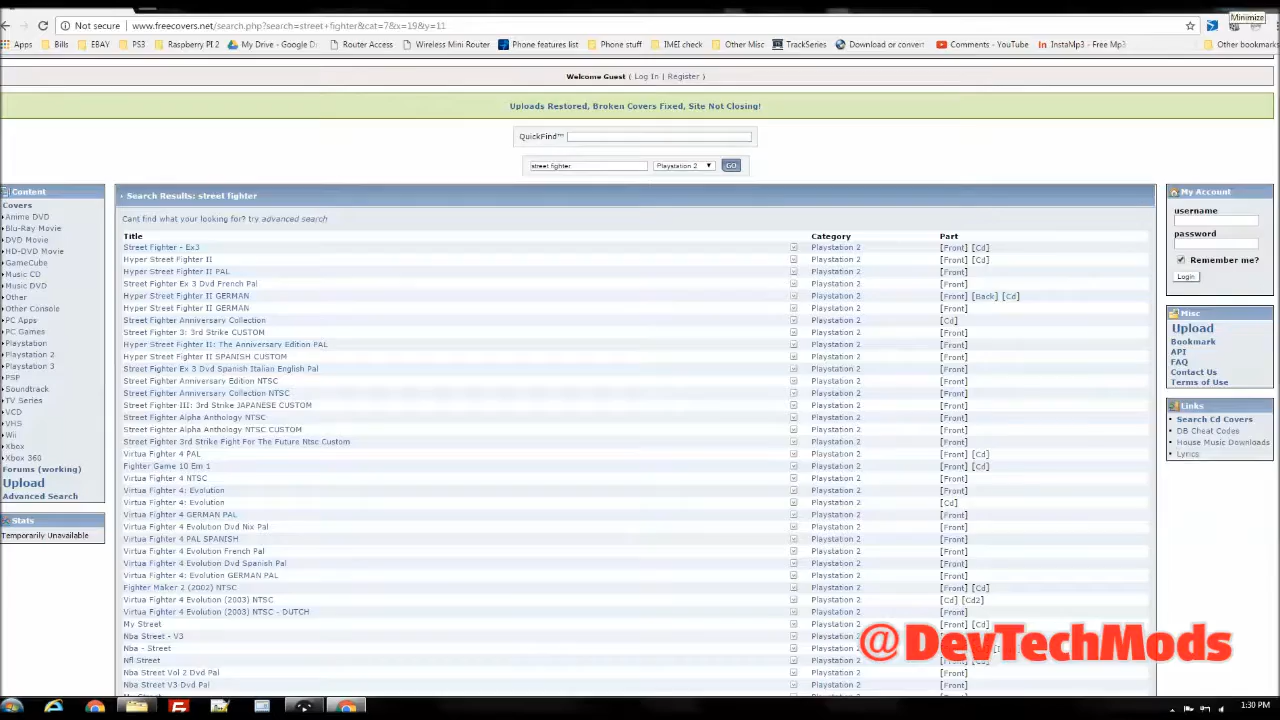 Minimize
Not secure | www.freecovers.net/search.php?search=street+fighter&cat=7&x=19&y=11
Apps Bills EBAY PS3 Raspberry PI 2 My Drive - Google D Router Access Wireless Mini Router Phone features list Phone stuff IMEI check Other Misc TrackSeries Download or convert Comments - YouTube InstaMp3 - Free Mp3 Other bookmarks
Welcome Guest ( Log In | Register )
Uploads Restored, Broken Covers Fixed, Site Not Closing!
QuickFind™
street fighter Playstation 2 GO
Content
Covers
Anime DVD
Blu-Ray Movie
DVD Movie
HD-DVD Movie
GameCube
Music CD
Music DVD
Other
Other Console
PC Apps
PC Games
Playstation
Playstation 2
Playstation 3
PSP
Soundtrack
TV Series
VCD
VHS
Wii
Xbox
Xbox 360
Forums (working)
Upload
Advanced Search
Stats
Temporarily Unavailable
Search Results: street fighter
Cant find what your looking for? try advanced search
Title Category Part
Street Fighter - Ex3 Playstation 2 [Front] [Cd]
Hyper Street Fighter II Playstation 2 [Front] [Cd]
Hyper Street Fighter II PAL Playstation 2 [Front]
Street Fighter Ex 3 Dvd French Pal Playstation 2 [Front]
Hyper Street Fighter II GERMAN Playstation 2 [Front] [Back] [Cd]
Hyper Street Fighter II GERMAN Playstation 2 [Front]
Street Fighter Anniversary Collection Playstation 2 [Cd]
Street Fighter 3: 3rd Strike CUSTOM Playstation 2 [Front]
Hyper Street Fighter II: The Anniversary Edition PAL Playstation 2 [Front]
Hyper Street Fighter II SPANISH CUSTOM Playstation 2 [Front]
Street Fighter Ex 3 Dvd Spanish Italian English Pal Playstation 2 [Front]
Street Fighter Anniversary Edition NTSC Playstation 2 [Front]
Street Fighter Anniversary Collection NTSC Playstation 2 [Front]
Street Fighter III: 3rd Strike JAPANESE CUSTOM Playstation 2 [Front]
Street Fighter Alpha Anthology NTSC Playstation 2 [Front]
Street Fighter Alpha Anthology NTSC CUSTOM Playstation 2 [Front]
Street Fighter 3rd Strike Fight For The Future Ntsc Custom Playstation 2 [Front]
Virtua Fighter 4 PAL Playstation 2 [Front] [Cd]
Fighter Game 10 Em 1 Playstation 2 [Front] [Cd]
Virtua Fighter 4 NTSC Playstation 2 [Front]
Virtua Fighter 4: Evolution Playstation 2 [Front]
Virtua Fighter 4: Evolution Playstation 2 [Cd]
Virtua Fighter 4 GERMAN PAL Playstation 2 [Front]
Virtua Fighter 4 Evolution Dvd Nix Pal Playstation 2 [Front]
Virtua Fighter 4 PAL SPANISH Playstation 2 [Front]
Virtua Fighter 4 Evolution French Pal Playstation 2 [Front]
Virtua Fighter 4 Evolution Dvd Spanish Pal Playstation 2 [Front]
Virtua Fighter 4: Evolution GERMAN PAL Playstation 2 [Front]
Fighter Maker 2 (2002) NTSC Playstation 2 [Front] [Cd]
Virtua Fighter 4 Evolution (2003) NTSC Playstation 2 [Cd] [Cd2]
Virtua Fighter 4 Evolution (2003) NTSC - DUTCH Playstation 2 [Front]
My Street Playstation 2 [Front] [Cd]
Nba Street - V3 Playstation 2
Nba - Street Playstation 2
Nfl Street Playstation 2
Nba Street Vol 2 Dvd Pal Playstation 2 [Front]
Nba Street V3 Dvd Pal Playstation 2 [Front]
My Account
username
password
Remember me?
Login
Misc
Upload
Bookmark
API
FAQ
Contact Us
Terms of Use
Links
Search Cd Covers
DB Cheat Codes
House Music Downloads
Lyrics
@DevTechMods
1:30 PM